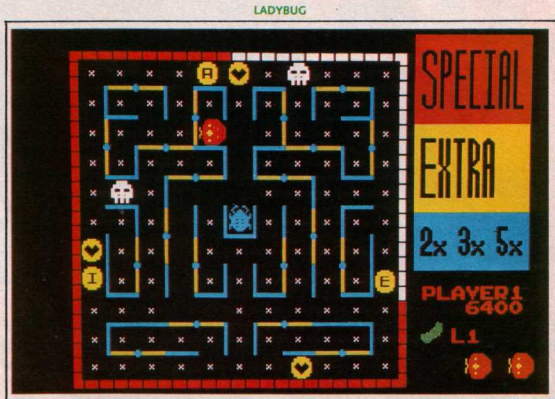 LADYBUG
A
SPECIAL
EXTRA
2x 3x 5x
I
E
PLAYER1
6400
L1